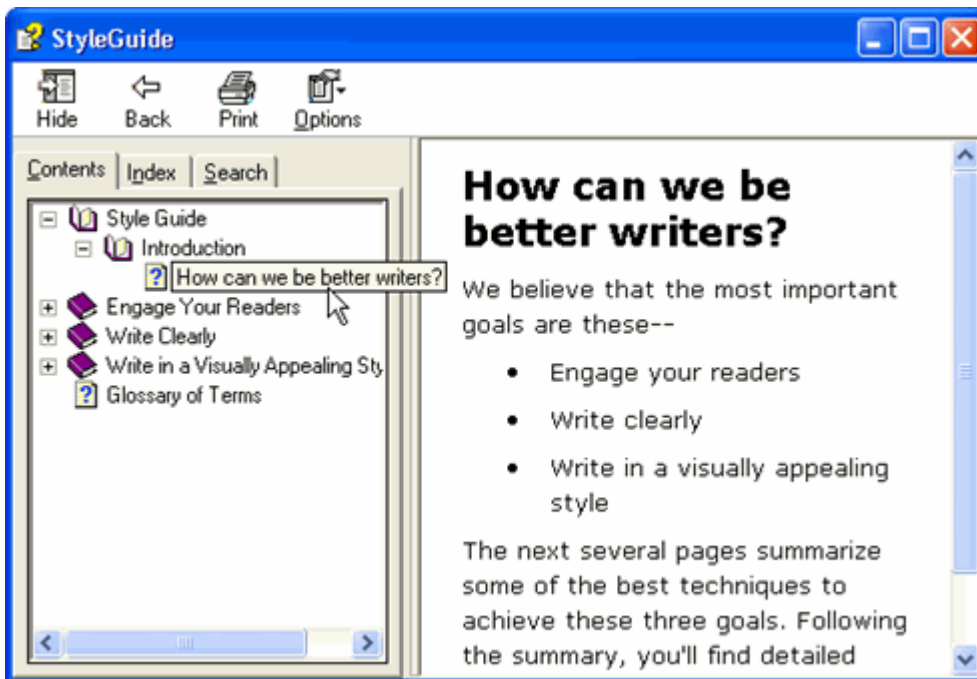 StyleGuide
Hide Back Print Options
Contents Index Search
Style Guide
Introduction
How can we be better writers?
Engage Your Readers
Write Clearly
Write in a Visually Appealing Sty
Glossary of Terms
How can we be
better writers?
We believe that the most important
goals are these--
• Engage your readers
• Write clearly
• Write in a visually appealing
style
The next several pages summarize
some of the best techniques to
achieve these three goals. Following
the summary, you'll find detailed